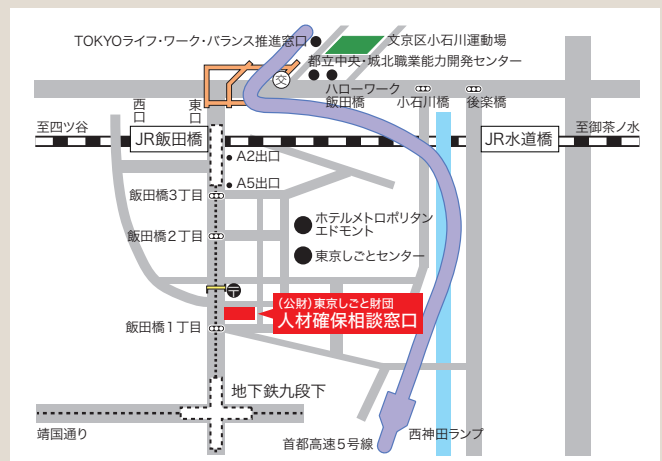 TOKYOライフ・ワーク・バランス推進窓口
文京区小石川運動場
都立中央・城北職業能力開発センター
交
ハローワーク
飯田橋
小石川橋
後楽橋
西口
東口
至四ツ谷
JR飯田橋
JR水道橋
至御茶ノ水
A2出口
A5出口
飯田橋3丁目
ホテルメトロポリタン
エドモント
飯田橋2丁目
東京しごとセンター
〒
(公財)東京しごと財団
人材確保相談窓口
飯田橋1丁目
地下鉄九段下
靖国通り
首都高速5号線
西神田ランプ